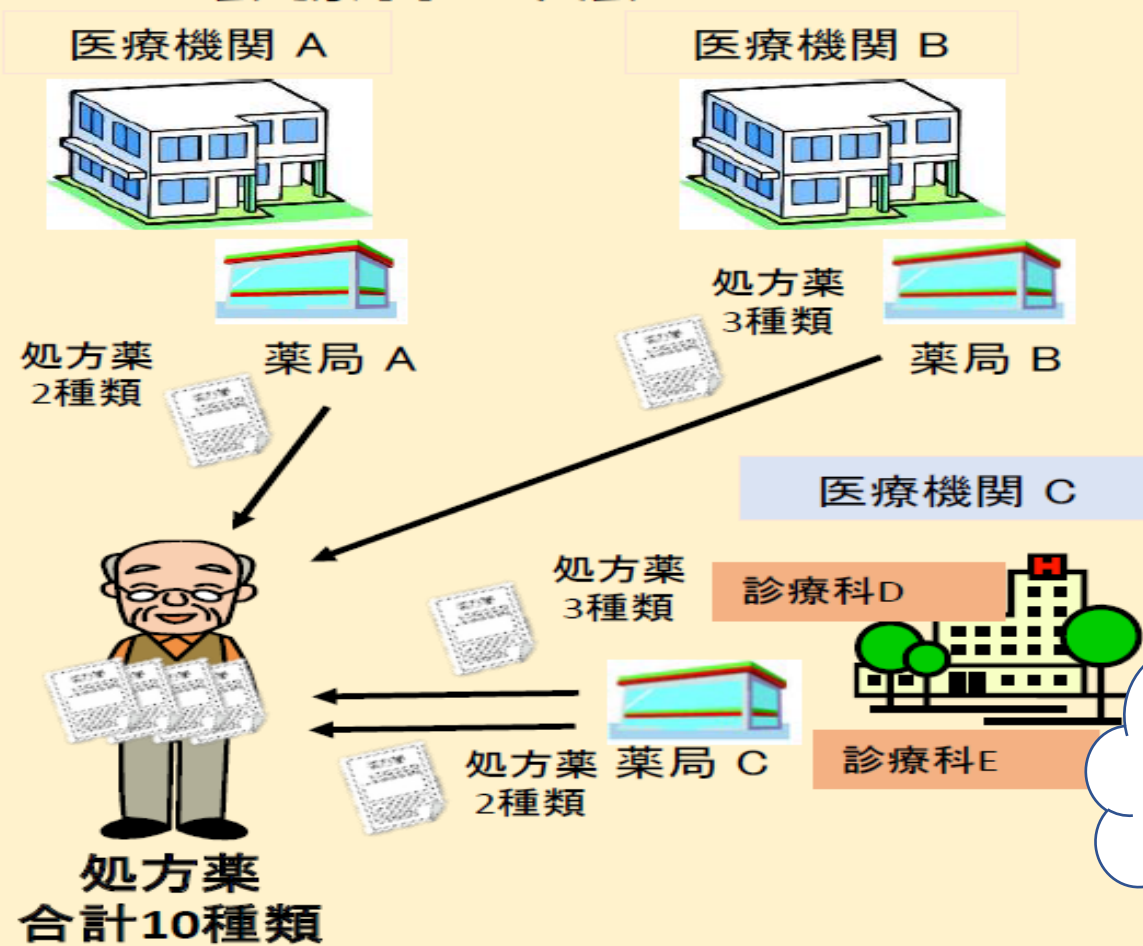 医療機関 A
医療機関 B
処方薬
2種類
薬局 A
処方薬
3種類
薬局 B
医療機関 C
処方薬
3種類
診療科D
H
処方薬
2種類
薬局 C
診療科E
処方薬
合計10種類